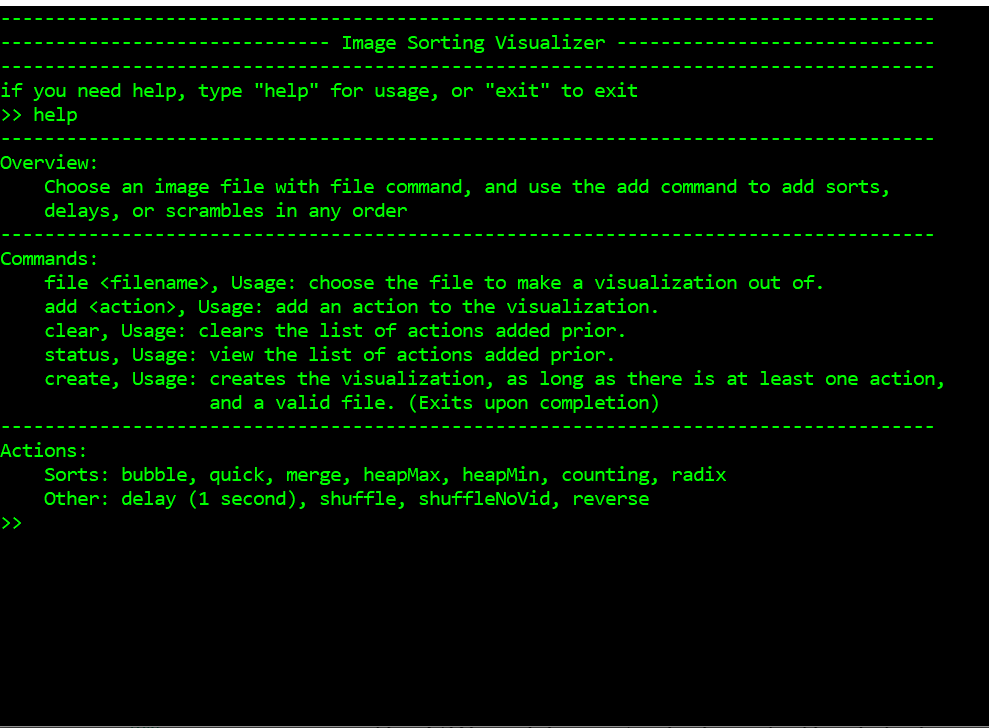 -------------------------------------------------------------------------------------
------------------------------ Image Sorting Visualizer -----------------------------
-------------------------------------------------------------------------------------
if you need help, type "help" for usage, or "exit" to exit
>> help
-------------------------------------------------------------------------------------
Overview:
    Choose an image file with file command, and use the add command to add sorts,
    delays, or scrambles in any order
-------------------------------------------------------------------------------------
Commands:
    file <filename>, Usage: choose the file to make a visualization out of.
    add <action>, Usage: add an action to the visualization.
    clear, Usage: clears the list of actions added prior.
    status, Usage: view the list of actions added prior.
    create, Usage: creates the visualization, as long as there is at least one action,
                   and a valid file. (Exits upon completion)
-------------------------------------------------------------------------------------
Actions:
    Sorts: bubble, quick, merge, heapMax, heapMin, counting, radix
    Other: delay (1 second), shuffle, shuffleNoVid, reverse
>>